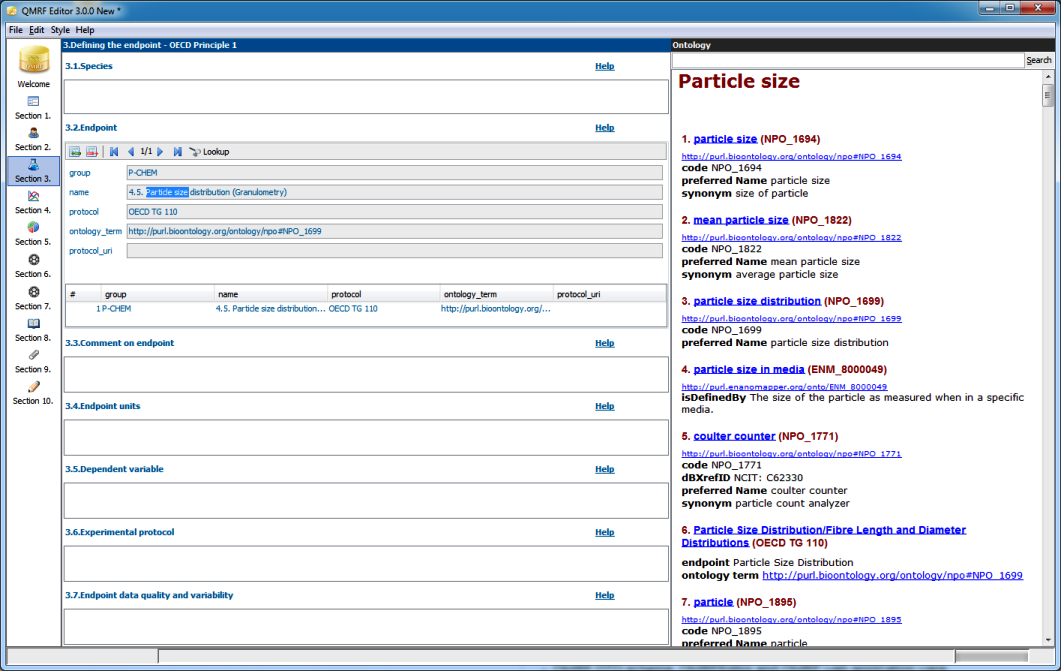 QMRF Editor 3.0.0 New *
File Edit Style Help
Welcome
Section 1.
Section 2.
Section 3.
Section 4.
Section 5.
Section 6.
Section 7.
Section 8.
Section 9.
Section 10.
3.Defining the endpoint - OECD Principle 1
3.1.Species Help
3.2.Endpoint Help
1/1 Lookup
group P-CHEM
name 4.5. Particle size distribution (Granulometry)
protocol OECD TG 110
ontology_term http://purl.bioontology.org/ontology/npo#NPO_1699
protocol_uri
# group name protocol ontology_term protocol_uri
1 P-CHEM 4.5. Particle size distribution... OECD TG 110 http://purl.bioontology.org/...
3.3.Comment on endpoint Help
3.4.Endpoint units Help
3.5.Dependent variable Help
3.6.Experimental protocol Help
3.7.Endpoint data quality and variability Help
Ontology
Search
Particle size
1. particle size (NPO_1694)
http://purl.bioontology.org/ontology/npo#NPO_1694
code NPO_1694
preferred Name particle size
synonym size of particle
2. mean particle size (NPO_1822)
http://purl.bioontology.org/ontology/npo#NPO_1822
code NPO_1822
preferred Name mean particle size
synonym average particle size
3. particle size distribution (NPO_1699)
http://purl.bioontology.org/ontology/npo#NPO_1699
code NPO_1699
preferred Name particle size distribution
4. particle size in media (ENM_8000049)
http://purl.enanomapper.org/onto/ENM_8000049
isDefinedBy The size of the particle as measured when in a specific
media.
5. coulter counter (NPO_1771)
http://purl.bioontology.org/ontology/npo#NPO_1771
code NPO_1771
dBXrefID NCIT: C62330
preferred Name coulter counter
synonym particle count analyzer
6. Particle Size Distribution/Fibre Length and Diameter
Distributions (OECD TG 110)
endpoint Particle Size Distribution
ontology term http://purl.bioontology.org/ontology/npo#NPO_1699
7. particle (NPO_1895)
http://purl.bioontology.org/ontology/npo#NPO_1895
code NPO_1895
preferred Name particle